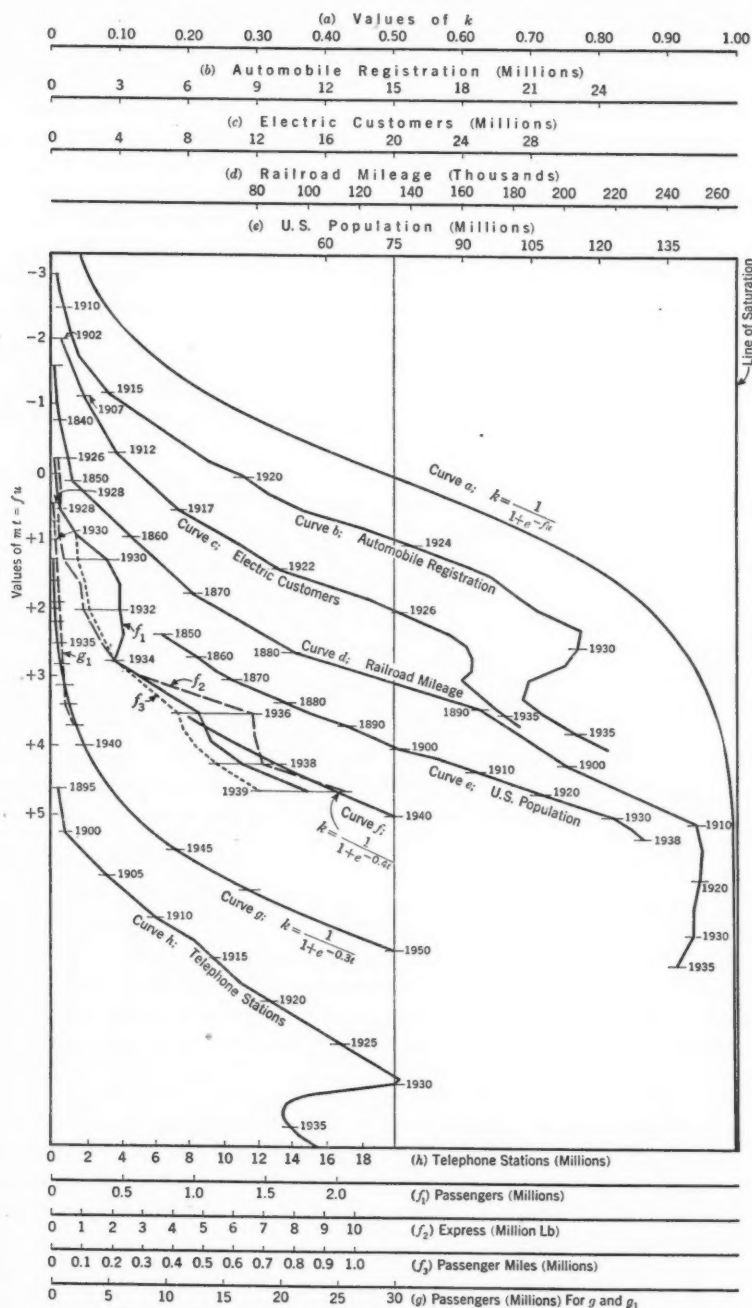 (a) Values of k
0 0.10 0.20 0.30 0.40 0.50 0.60 0.70 0.80 0.90 1.00
(b) Automobile Registration (Millions)
0 3 6 9 12 15 18 21 24
(c) Electric Customers (Millions)
0 4 8 12 16 20 24 28
(d) Railroad Mileage (Thousands)
80 100 120 140 160 180 200 220 240 260
(e) U.S. Population (Millions)
60 75 90 105 120 135
Line of Saturation
Values of mt = fu
−3
−2
−1
0
+1
+2
+3
+4
+5
1910
1902
1915
1907
1840
1912
1926
1850
1920
1928
1928
1917
Curve a; k = 1/1+e^−fu
Curve b; Automobile Registration
1930
1860
1924
1930
Curve c; Electric Customers
1922
1870
1932
f1
1926
1850
1930
1935
g1
1934
1860
1880
Curve d; Railroad Mileage
f2
1870
f3
1880
1936
1890
1935
1890
1935
1940
1900
1938
1910
1900
Curve e; U.S. Population
1895
1939
1920
Curve f; k = 1/1+e^−0.4t
1940
1930
1910
1900
1938
1945
1905
1920
Curve g; k = 1/1+e^−0.3t
1910
Curve h; Telephone Stations
1915
1950
1930
1935
1920
1925
1930
1935
0 2 4 6 8 10 12 14 16 18 (h) Telephone Stations (Millions)
0 0.5 1.0 1.5 2.0 (f1) Passengers (Millions)
0 1 2 3 4 5 6 7 8 9 10 (f2) Express (Million Lb)
0 0.1 0.2 0.3 0.4 0.5 0.6 0.7 0.8 0.9 1.0 (f3) Passenger Miles (Millions)
0 5 10 15 20 25 30 (g) Passengers (Millions) For g and g1